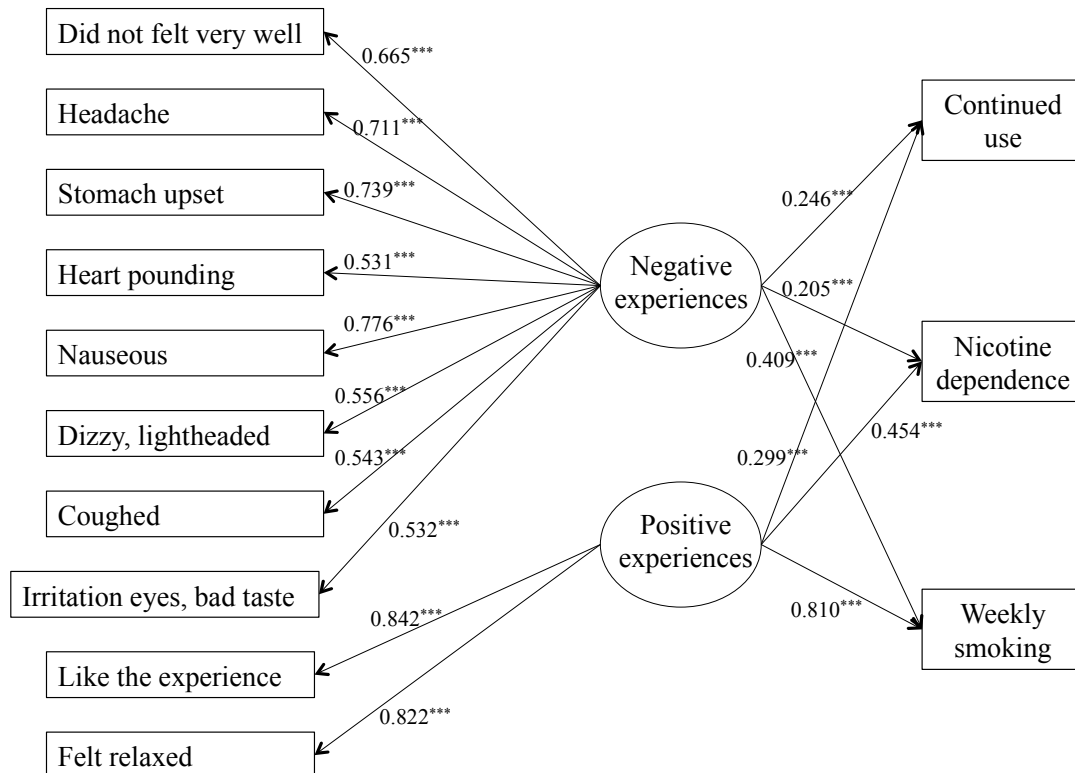 Did not felt very well
0.665***
Headache
0.711***
Stomach upset
0.739***
Heart pounding
0.531***
Nauseous
0.776***
Dizzy, lightheaded
0.556***
Coughed
0.543***
Irritation eyes, bad taste
0.532***
Like the experience
0.842***
Felt relaxed
0.822***
Negative
experiences
Positive
experiences
0.246***
0.205***
0.409***
0.299***
0.454***
0.810***
Continued
use
Nicotine
dependence
Weekly
smoking